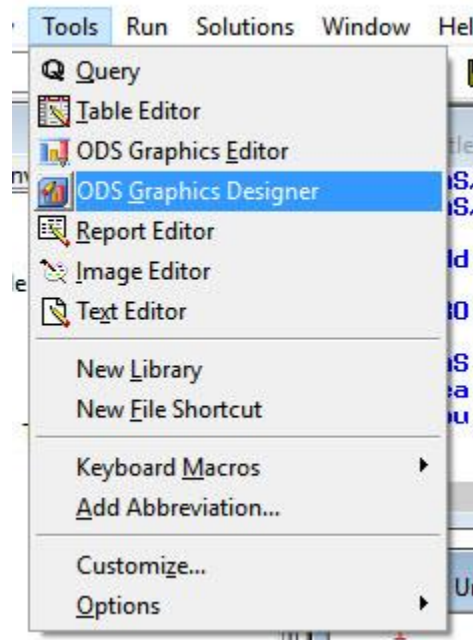 Tools Run Solutions Window Hel
Query
Table Editor
ODS Graphics Editor
ODS Graphics Designer
Report Editor
Image Editor
Text Editor
New Library
New File Shortcut
Keyboard Macros
Add Abbreviation...
Customize...
Options